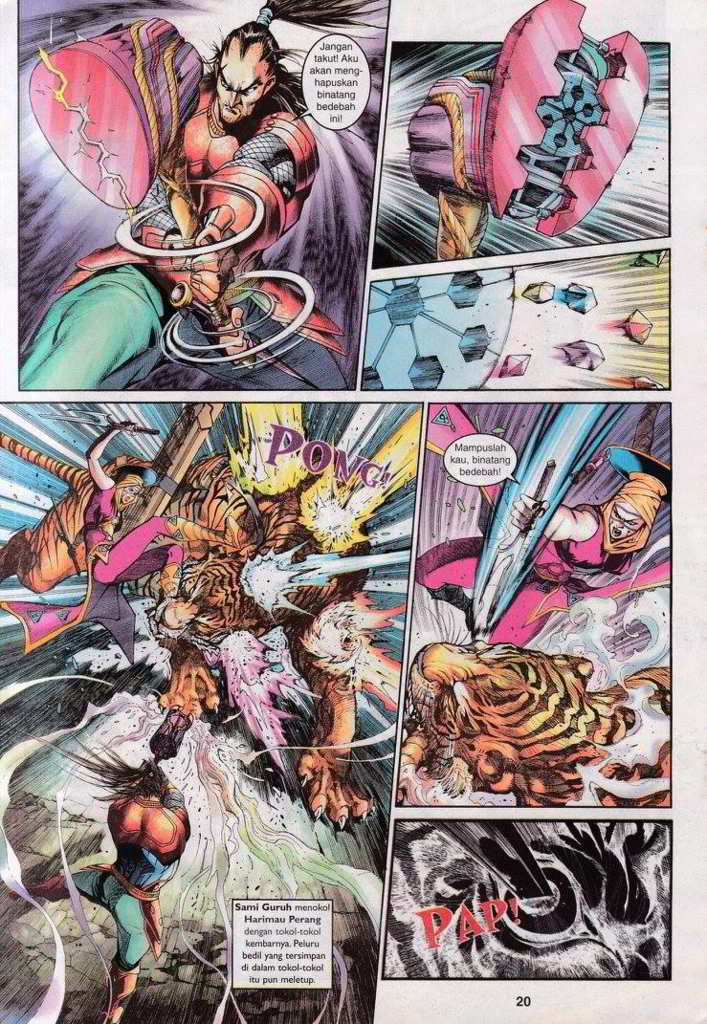 Jangan
takut! Aku
akan meng-
hapuskan
binatang
bedebah
ini!
PONG!
Mampuslah
kau, binatang
bedebah!
Sami Guruh menokol
Harimau Perang
dengan tokol-tokol
kembarnya. Peluru
bedil yang tersimpan
di dalam tokol-tokol
itu pun meletup.
PAP!
20